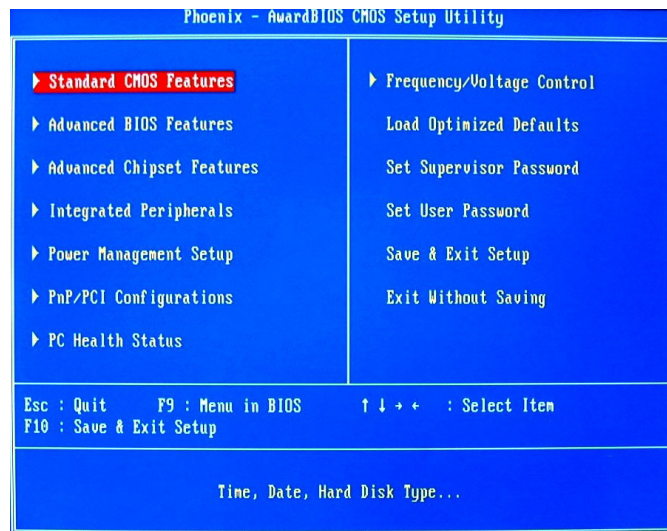 Phoenix - AwardBIOS CMOS Setup Utility
Standard CMOS Features
Advanced BIOS Features
Advanced Chipset Features
Integrated Peripherals
Power Management Setup
PnP/PCI Configurations
PC Health Status
Frequency/Voltage Control
Load Optimized Defaults
Set Supervisor Password
Set User Password
Save & Exit Setup
Exit Without Saving
Esc : Quit F9 : Menu in BIOS ↑ ↓ → ← : Select Item
F10 : Save & Exit Setup
Time, Date, Hard Disk Type...